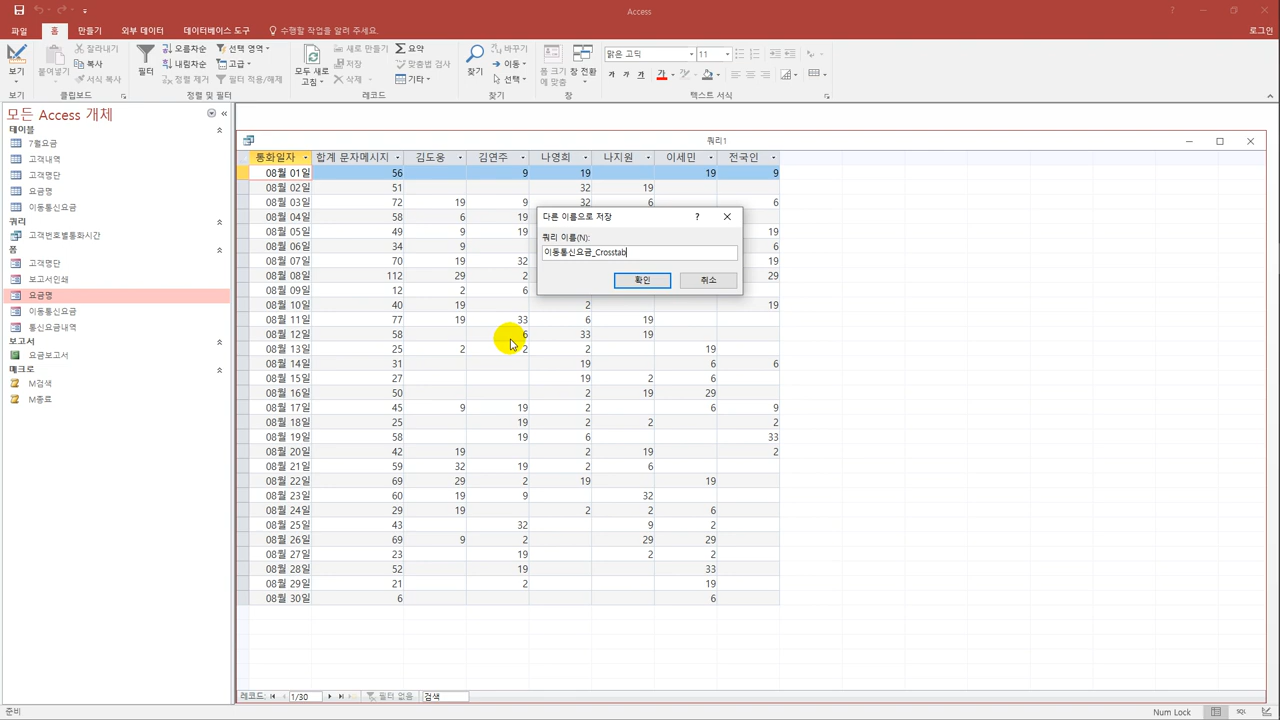 Access
로그인
파일 홈 만들기 외부 데이터 데이터베이스 도구 수행할 작업을 알려 주세요.
보기
붙여넣기
잘라내기
복사
서식 복사
필터
오름차순
내림차순
정렬 제거
선택 영역
고급
필터 적용/해제
모두 새로 고침
새로 만들기
저장
삭제
요약
맞춤법 검사
기타
찾기
바꾸기
이동
선택
폼 크기에 맞춤
창 전환
맑은 고딕 11
가 가 가 가
보기 클립보드 정렬 및 필터 레코드 찾기 창 텍스트 서식
모든 Access 개체
테이블
7월요금
고객내역
고객명단
요금명
이동통신요금
쿼리
고객번호별통화시간
폼
고객명단
보고서인쇄
요금명
이동통신요금
통신요금내역
보고서
요금보고서
매크로
M검색
M종료
쿼리1
통화일자 합계 문자메시지 김도웅 김연주 나영희 나지원 이세민 전국인
08월 01일 56 9 19 19 9
08월 02일 51 32 19
08월 03일 72 19 9 32 6 6
08월 04일 58 6 19
08월 05일 49 9 19 19
08월 06일 34 9 6
08월 07일 70 19 32 19
08월 08일 112 29 2 29
08월 09일 12 2 6
08월 10일 40 19 2 19
08월 11일 77 19 33 6 19
08월 12일 58 6 33 19
08월 13일 25 2 2 2 19
08월 14일 31 19 6 6
08월 15일 27 19 2 6
08월 16일 50 2 19 29
08월 17일 45 9 19 2 6 9
08월 18일 25 19 2 2 2
08월 19일 58 19 6 33
08월 20일 42 19 2 19 2
08월 21일 59 32 19 2 6
08월 22일 69 29 2 19 19
08월 23일 60 19 9 32
08월 24일 29 19 2 2 6
08월 25일 43 32 9 2
08월 26일 69 9 2 29 29
08월 27일 23 19 2 2
08월 28일 52 19 33
08월 29일 21 2 19
08월 30일 6 6
다른 이름으로 저장 ?
쿼리 이름(N):
이동통신요금_Crosstab
확인 취소
레코드: 1/30 필터 없음 검색
준비 Num Lock SQL